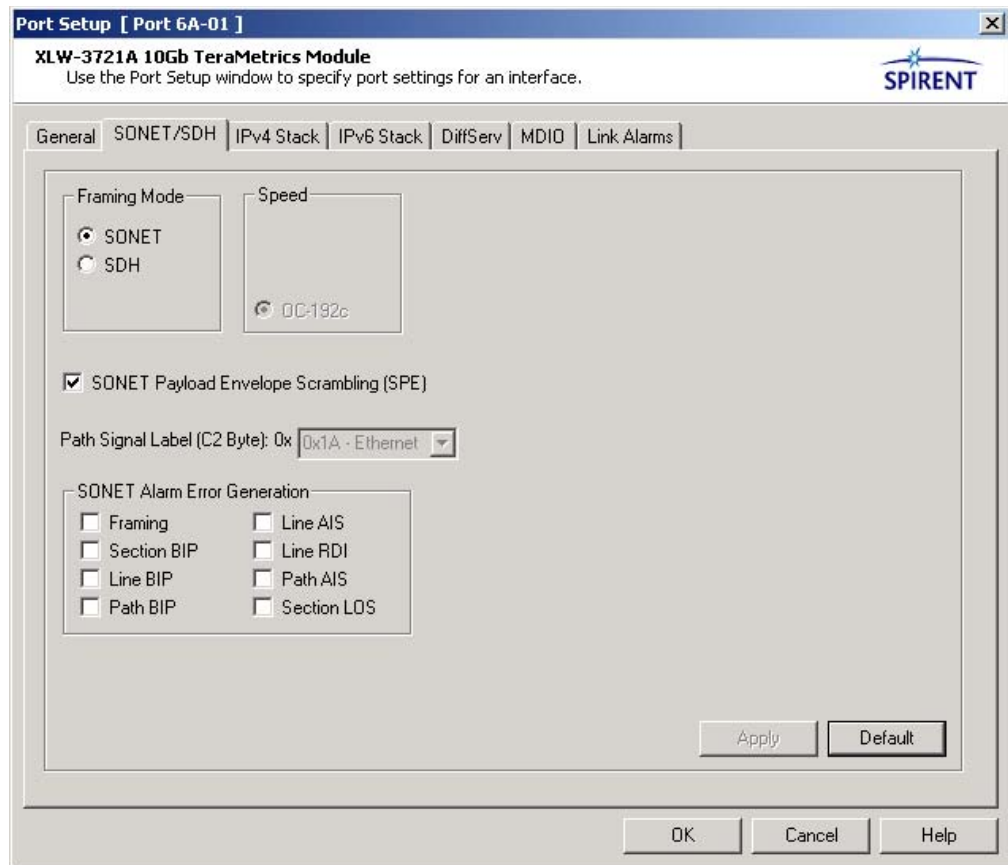 Port Setup [ Port 6A-01 ]
XLW-3721A 10Gb TeraMetrics Module
Use the Port Setup window to specify port settings for an interface.
SPIRENT
General SONET/SDH IPv4 Stack IPv6 Stack DiffServ MDIO Link Alarms
Framing Mode
SONET
SDH
Speed
OC-192c
SONET Payload Envelope Scrambling (SPE)
Path Signal Label (C2 Byte): 0x 0x1A - Ethernet
SONET Alarm Error Generation
Framing Line AIS
Section BIP Line RDI
Line BIP Path AIS
Path BIP Section LOS
Apply Default
OK Cancel Help